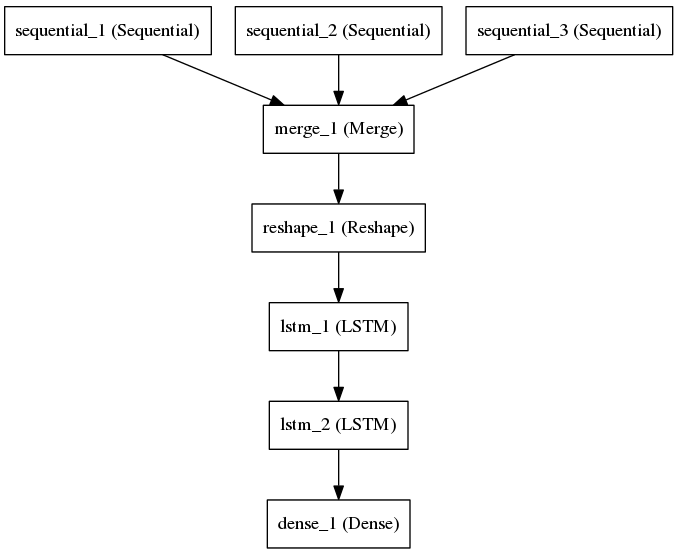 sequential_1 (Sequential)
sequential_2 (Sequential)
sequential_3 (Sequential)
merge_1 (Merge)
reshape_1 (Reshape)
lstm_1 (LSTM)
lstm_2 (LSTM)
dense_1 (Dense)